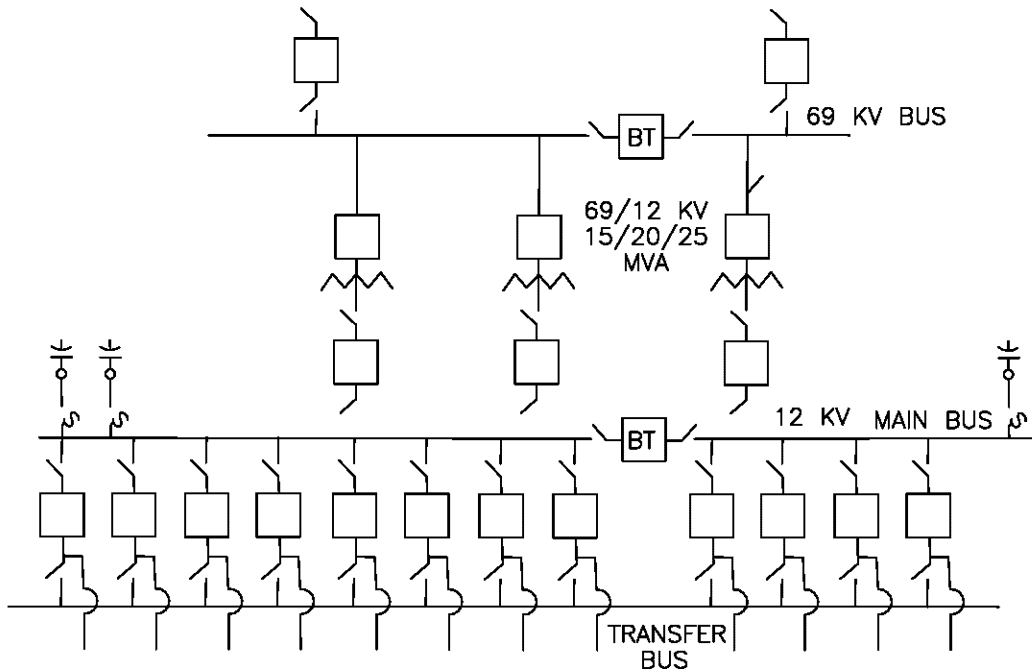 BT
69 KV BUS
69/12 KV
15/20/25
MVA
BT
12 KV MAIN BUS
TRANSFER
BUS